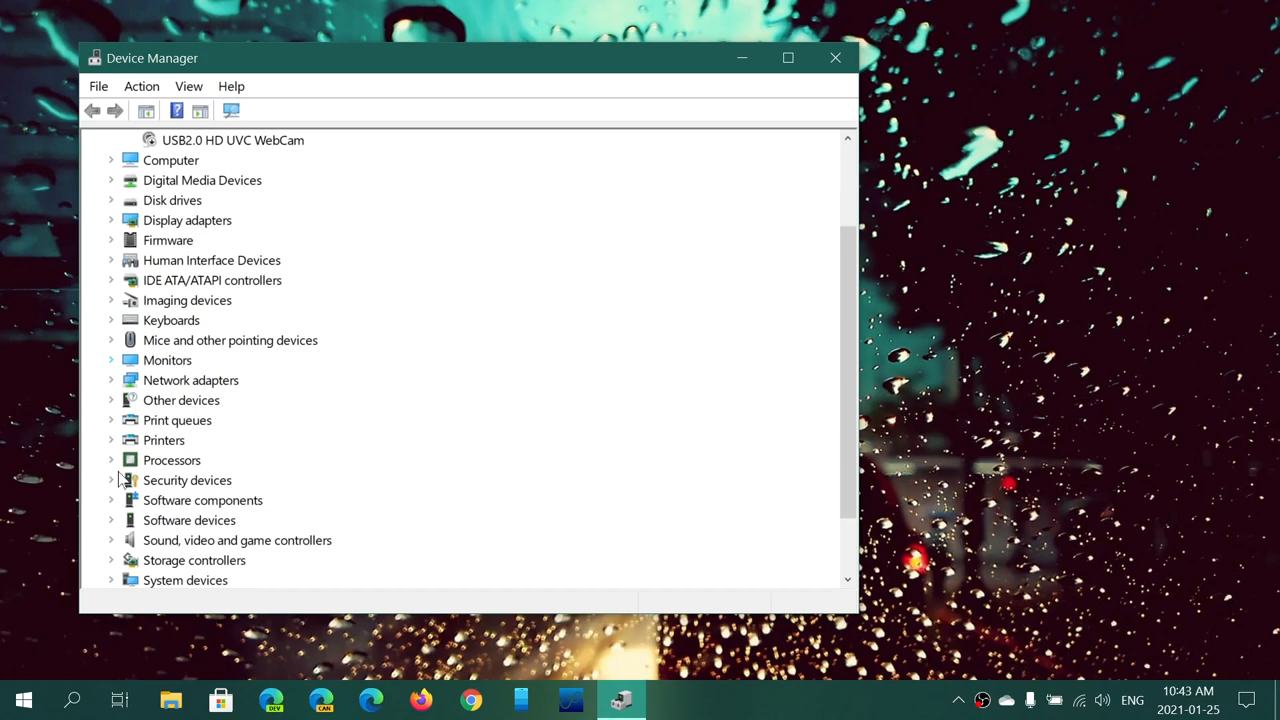 Device Manager
File Action View Help
USB2.0 HD UVC WebCam
Computer
Digital Media Devices
Disk drives
Display adapters
Firmware
Human Interface Devices
IDE ATA/ATAPI controllers
Imaging devices
Keyboards
Mice and other pointing devices
Monitors
Network adapters
Other devices
Print queues
Printers
Processors
Security devices
Software components
Software devices
Sound, video and game controllers
Storage controllers
System devices
DEV
CAN
ENG
10:43 AM
2021-01-25